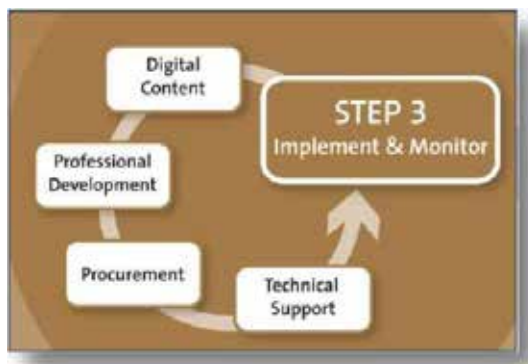 Digital
Content
STEP 3
Implement & Monitor
Professional
Development
Procurement
Technical
Support